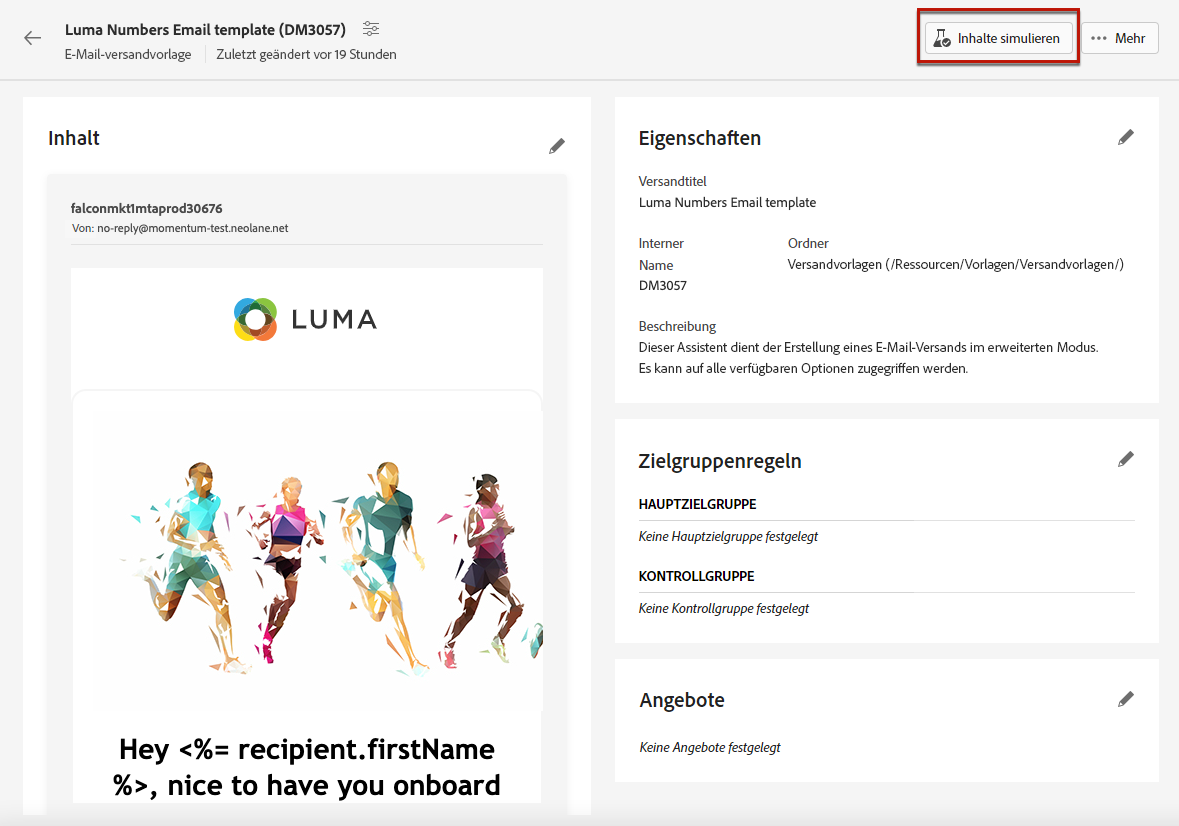 Luma Numbers Email template (DM3057)
E-Mail-versandvorlage
Zuletzt geändert vor 19 Stunden
Inhalte simulieren
Mehr
Inhalt
falconmkt1mtaprod30676
Von: no-reply@momentum-test.neolane.net
LUMA
Hey <%= recipient.firstName
%>, nice to have you onboard
Eigenschaften
Versandtitel
Luma Numbers Email template
Interner
Name
DM3057
Ordner
Versandvorlagen (/Ressourcen/Vorlagen/Versandvorlagen/)
Beschreibung
Dieser Assistent dient der Erstellung eines E-Mail-Versands im erweiterten Modus.
Es kann auf alle verfügbaren Optionen zugegriffen werden.
Zielgruppenregeln
HAUPTZIELGRUPPE
Keine Hauptzielgruppe festgelegt
KONTROLLGRUPPE
Keine Kontrollgruppe festgelegt
Angebote
Keine Angebote festgelegt